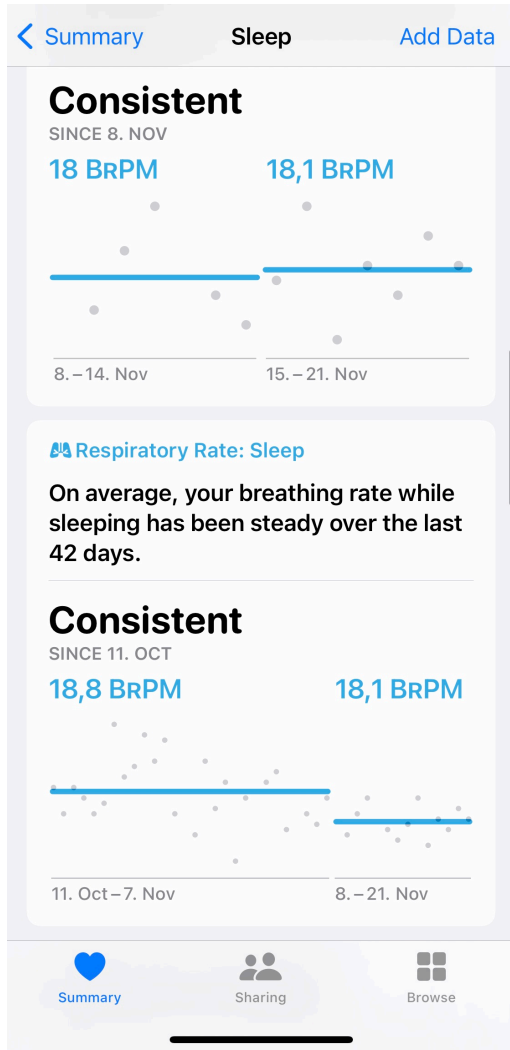 Summary
Sleep
Add Data
Consistent
SINCE 8. NOV
18 BRPM
18,1 BRPM
8.–14. Nov
15.–21. Nov
Respiratory Rate: Sleep
On average, your breathing rate while
sleeping has been steady over the last
42 days.
Consistent
SINCE 11. OCT
18,8 BRPM
18,1 BRPM
11. Oct–7. Nov
8.–21. Nov
Summary
Sharing
Browse